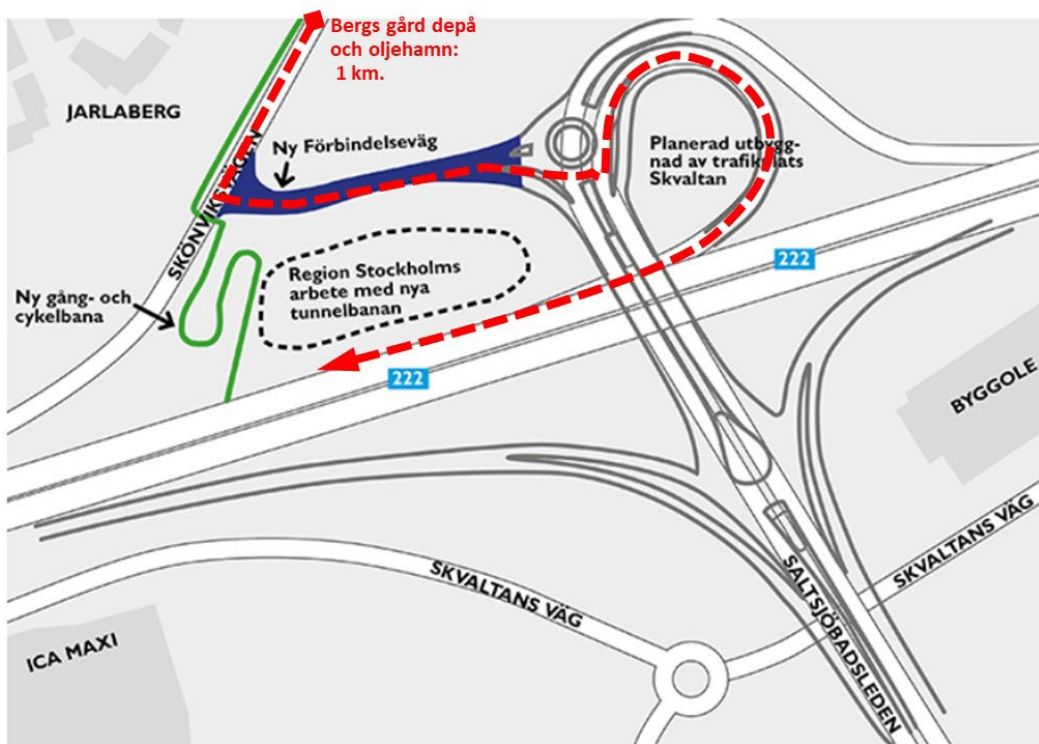 Bergs gård depå
och oljehamn:
1 km.
JARLABERG
Ny Förbindelseväg
Planerad utbygg-
nad av trafikplats
Skvaltan
SKÖNVIKSVÄGEN
Region Stockholms
arbete med nya
tunnelbanan
222
Ny gång- och
cykelbana
222
BYGGOLE
SKVALTANS VÄG
SKVALTANS VÄG
SALTSJÖBADSLEDEN
ICA MAXI